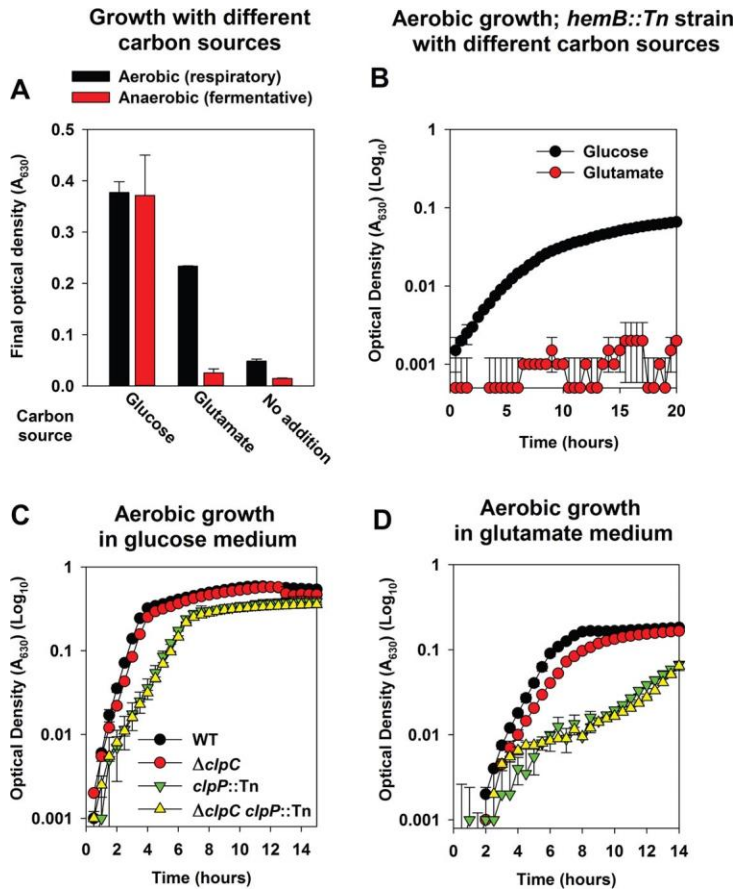 Growth with different
carbon sources
Aerobic (respiratory)
Anaerobic (fermentative)
A
Final optical density (A630)
0.5
0.4
0.3
0.2
0.1
0.0
Carbon
source
Glucose
Glutamate
No addition
Aerobic growth; hemB::Tn strain
with different carbon sources
B
Optical Density (A630) (Log10)
1
0.1
0.01
0.001
Glucose
Glutamate
0 5 10 15 20
Time (hours)
C
Aerobic growth
in glucose medium
Optical Density (A630) (Log10)
1
0.1
0.01
0.001
WT
ΔclpC
clpP::Tn
ΔclpC clpP::Tn
0 2 4 6 8 10 12 14
Time (hours)
D
Aerobic growth
in glutamate medium
Optical Density (A630) (Log10)
1
0.1
0.01
0.001
0 2 4 6 8 10 12 14
Time (hours)